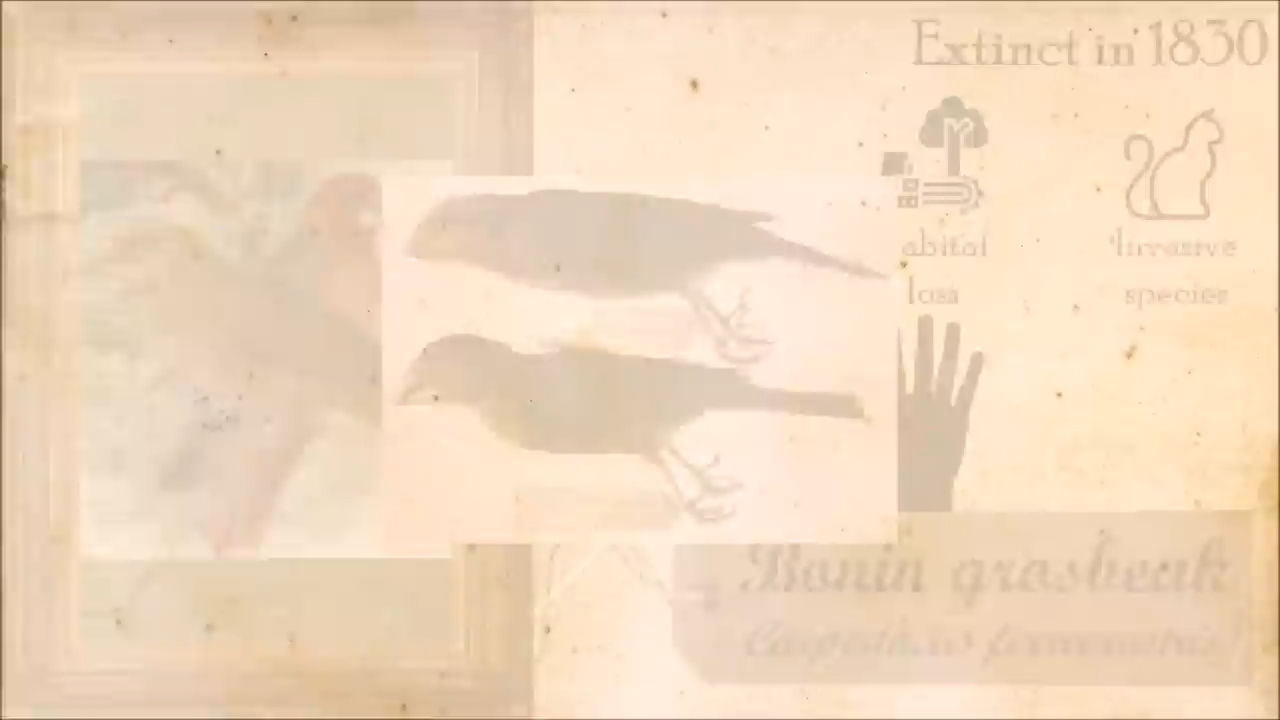 Extinct in 1830
abitat
Invasive
loss
species
Bonin grosbeak